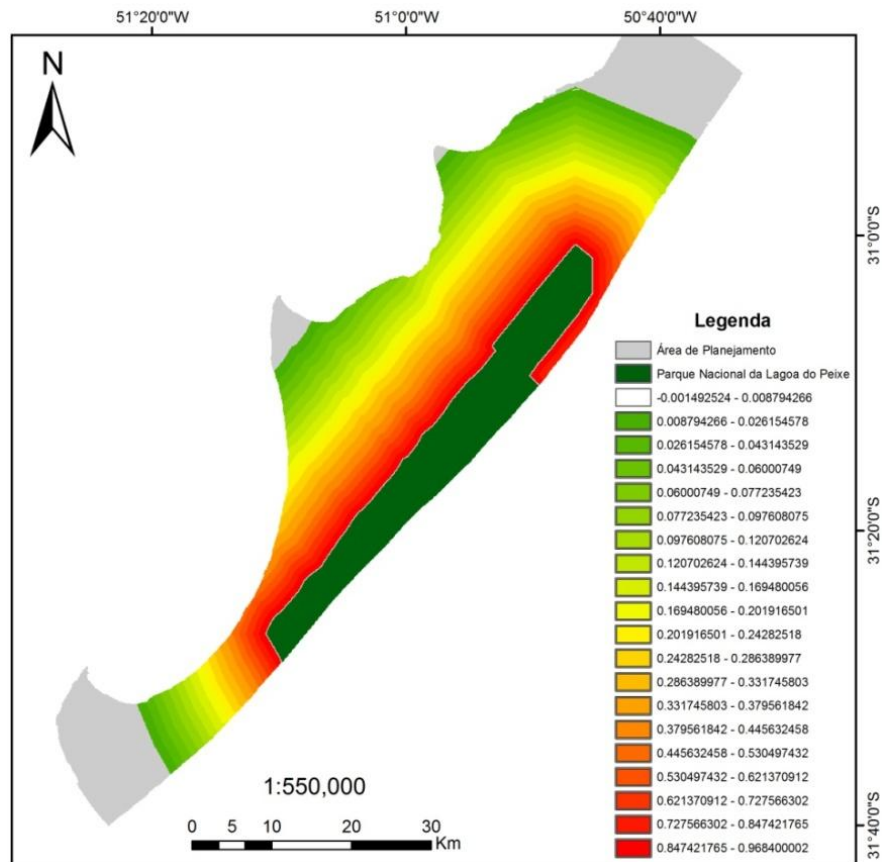 51°20'0"W 51°0'0"W 50°40'0"W
N
31°0'0"S
Legenda
Área de Planejamento
Parque Nacional da Lagoa do Peixe
-0.001492524 - 0.008794266
0.008794266 - 0.026154578
0.026154578 - 0.043143529
0.043143529 - 0.06000749
0.06000749 - 0.077235423
0.077235423 - 0.097608075
0.097608075 - 0.120702624
0.120702624 - 0.144395739
0.144395739 - 0.169480056
0.169480056 - 0.201916501
0.201916501 - 0.24282518
0.24282518 - 0.286389977
0.286389977 - 0.331745803
0.331745803 - 0.379561842
0.379561842 - 0.445632458
0.445632458 - 0.530497432
0.530497432 - 0.621370912
0.621370912 - 0.727566302
0.727566302 - 0.847421765
0.847421765 - 0.968400002
31°20'0"S
1:550,000
0 5 10 20 30
Km
31°40'0"S